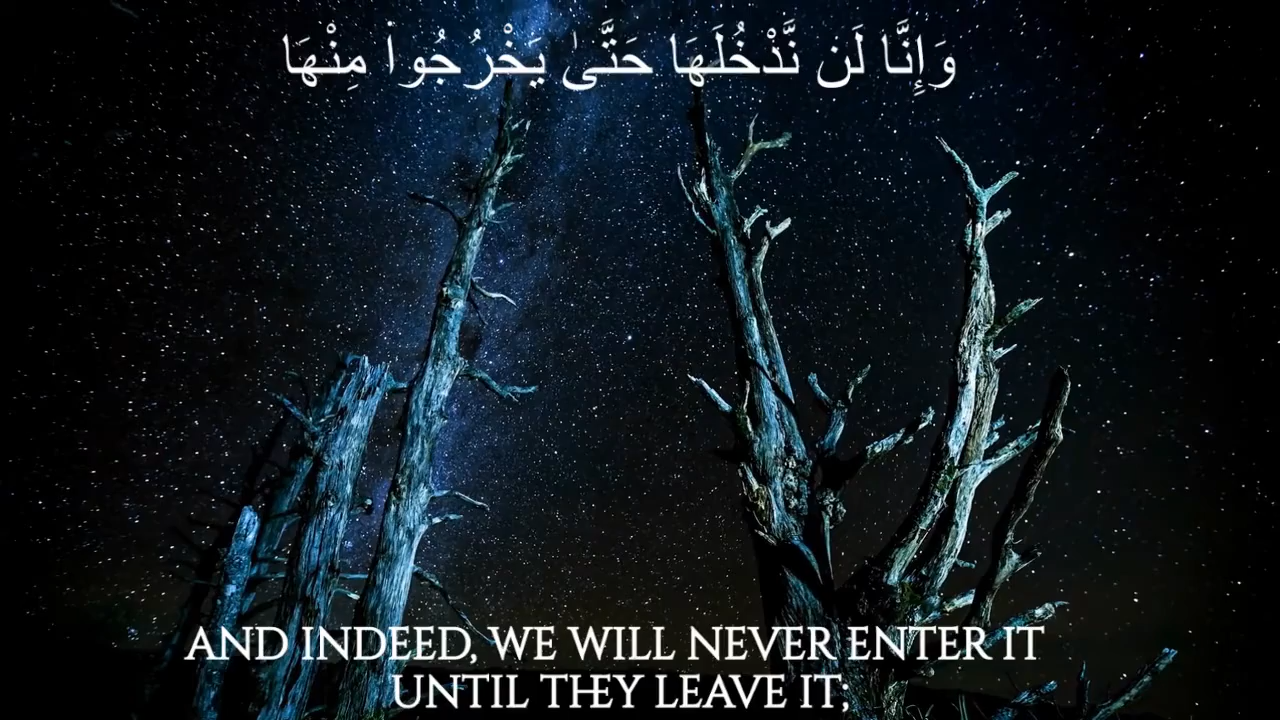 وَإِنَّا لَن نَّدْخُلَهَا حَتَّىٰ يَخْرُجُوا۟ مِنْهَا
AND INDEED, WE WILL NEVER ENTER IT
UNTIL THEY LEAVE IT;